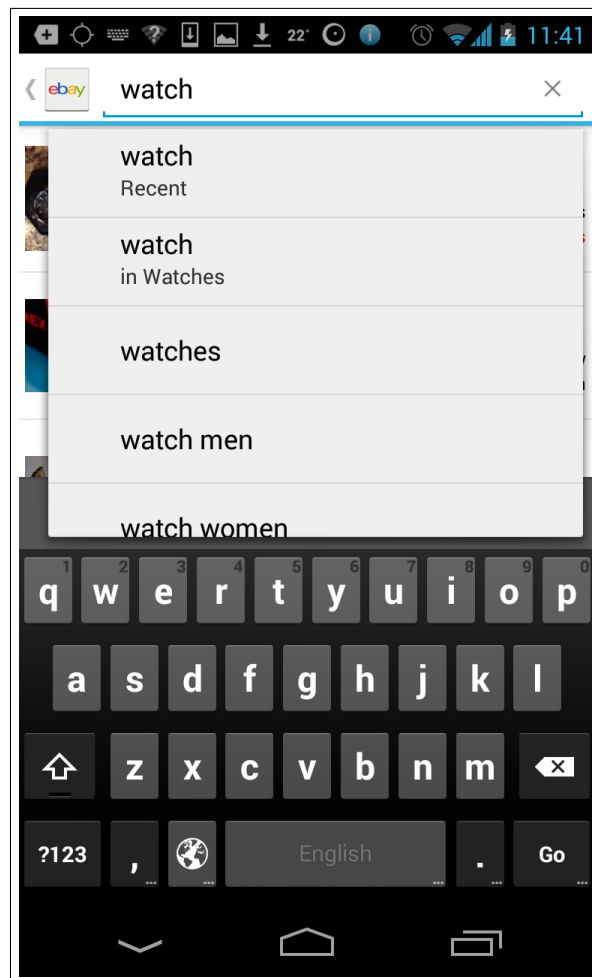 22° 11:41
ebay watch
watch
Recent
watch
in Watches
watches
watch men
watch women
1 2 3 4 5 6 7 8 9 0
q w e r t y u i o p
a s d f g h j k l
z x c v b n m
?123 , English . Go